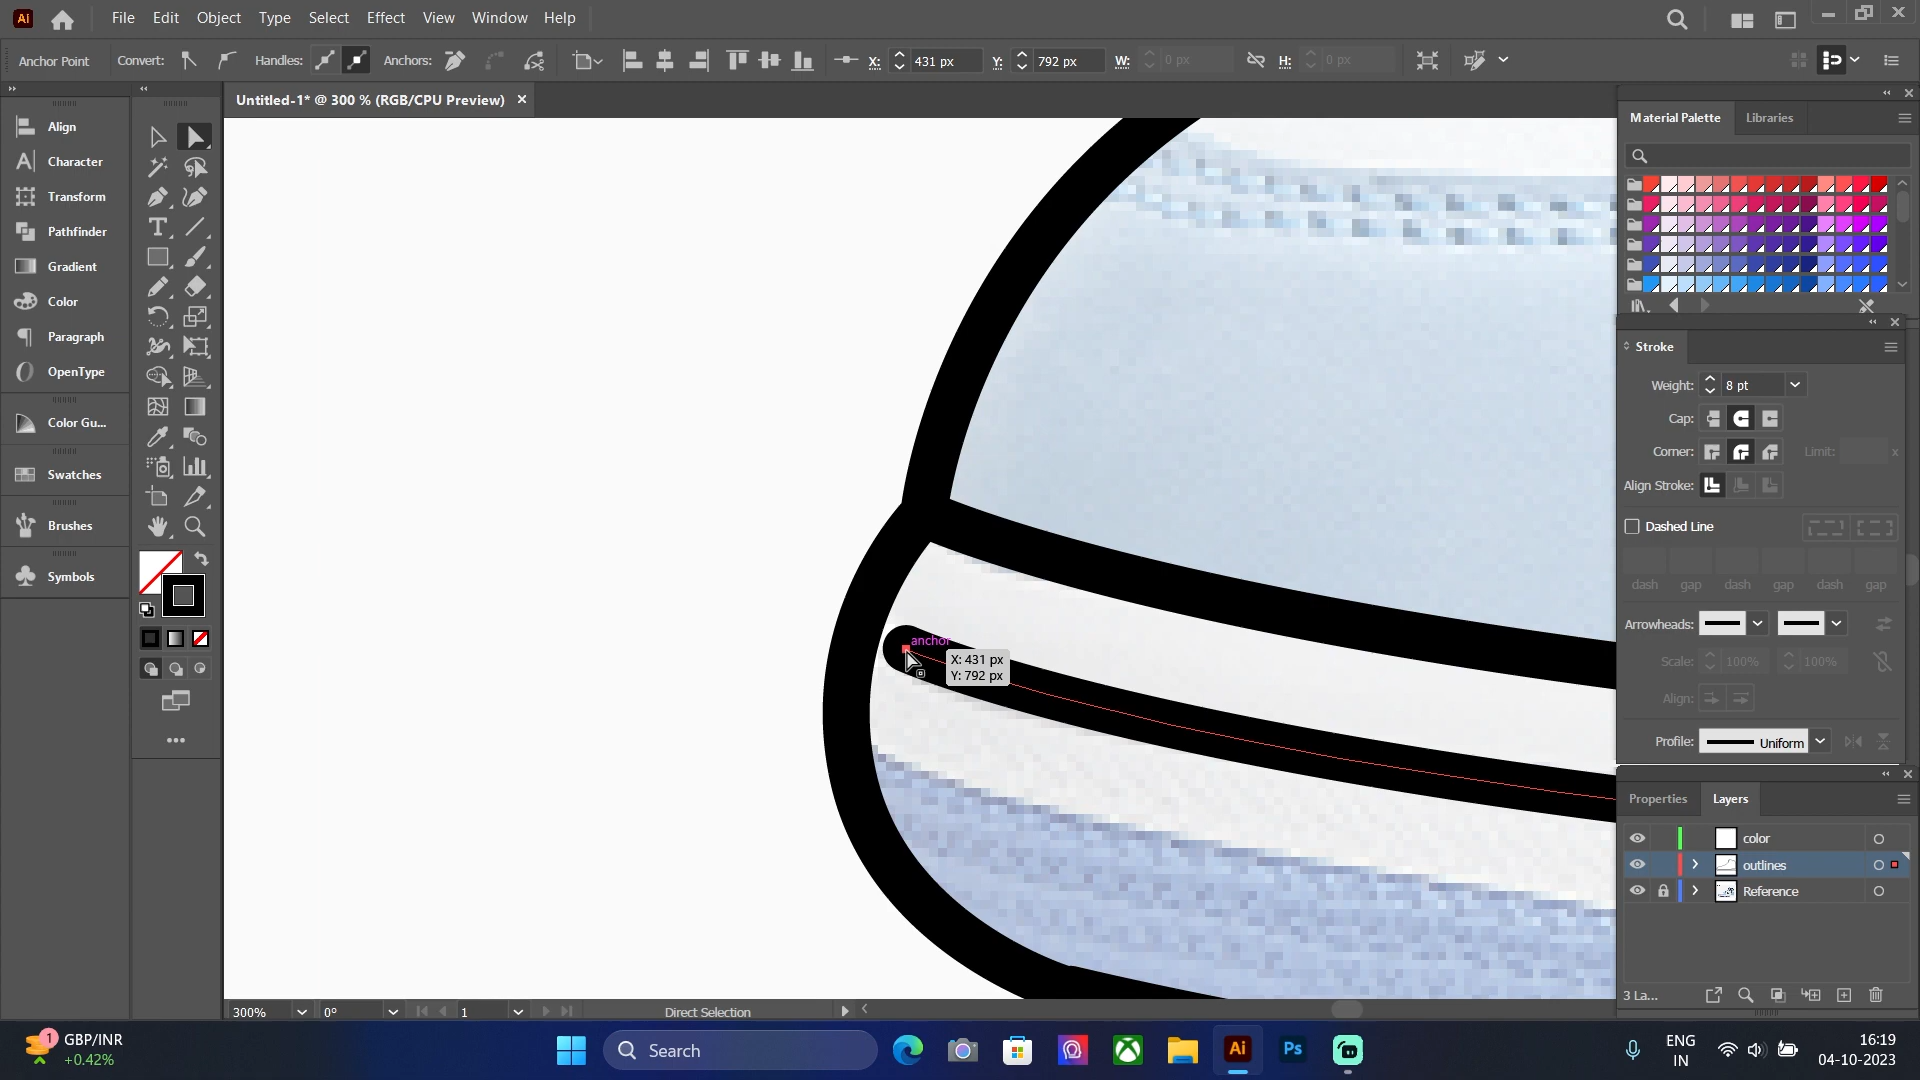 Ai File Edit Object Type Select Effect View Window Help
Anchor Point Convert: Handles: Anchors: X: 431 px Y: 792 px W: 0 px H: 0 px
Untitled-1* @ 300 % (RGB/CPU Preview)
Align
Character
Transform
Pathfinder
Gradient
Color
Paragraph
OpenType
Color Gu...
Swatches
Brushes
Symbols
anchor
X: 431 px
Y: 792 px
Material Palette Libraries
Stroke
Weight: 8 pt
Cap:
Corner: Limit: x
Align Stroke:
Dashed Line
dash gap dash gap dash gap
Arrowheads:
Scale: 100% 100%
Align:
Profile: Uniform
Properties Layers
color
outlines
Reference
3 La...
300% 0° 1 Direct Selection
1 GBP/INR
+0.42%
Search
Ai Ps
ENG
IN
16:19
04-10-2023